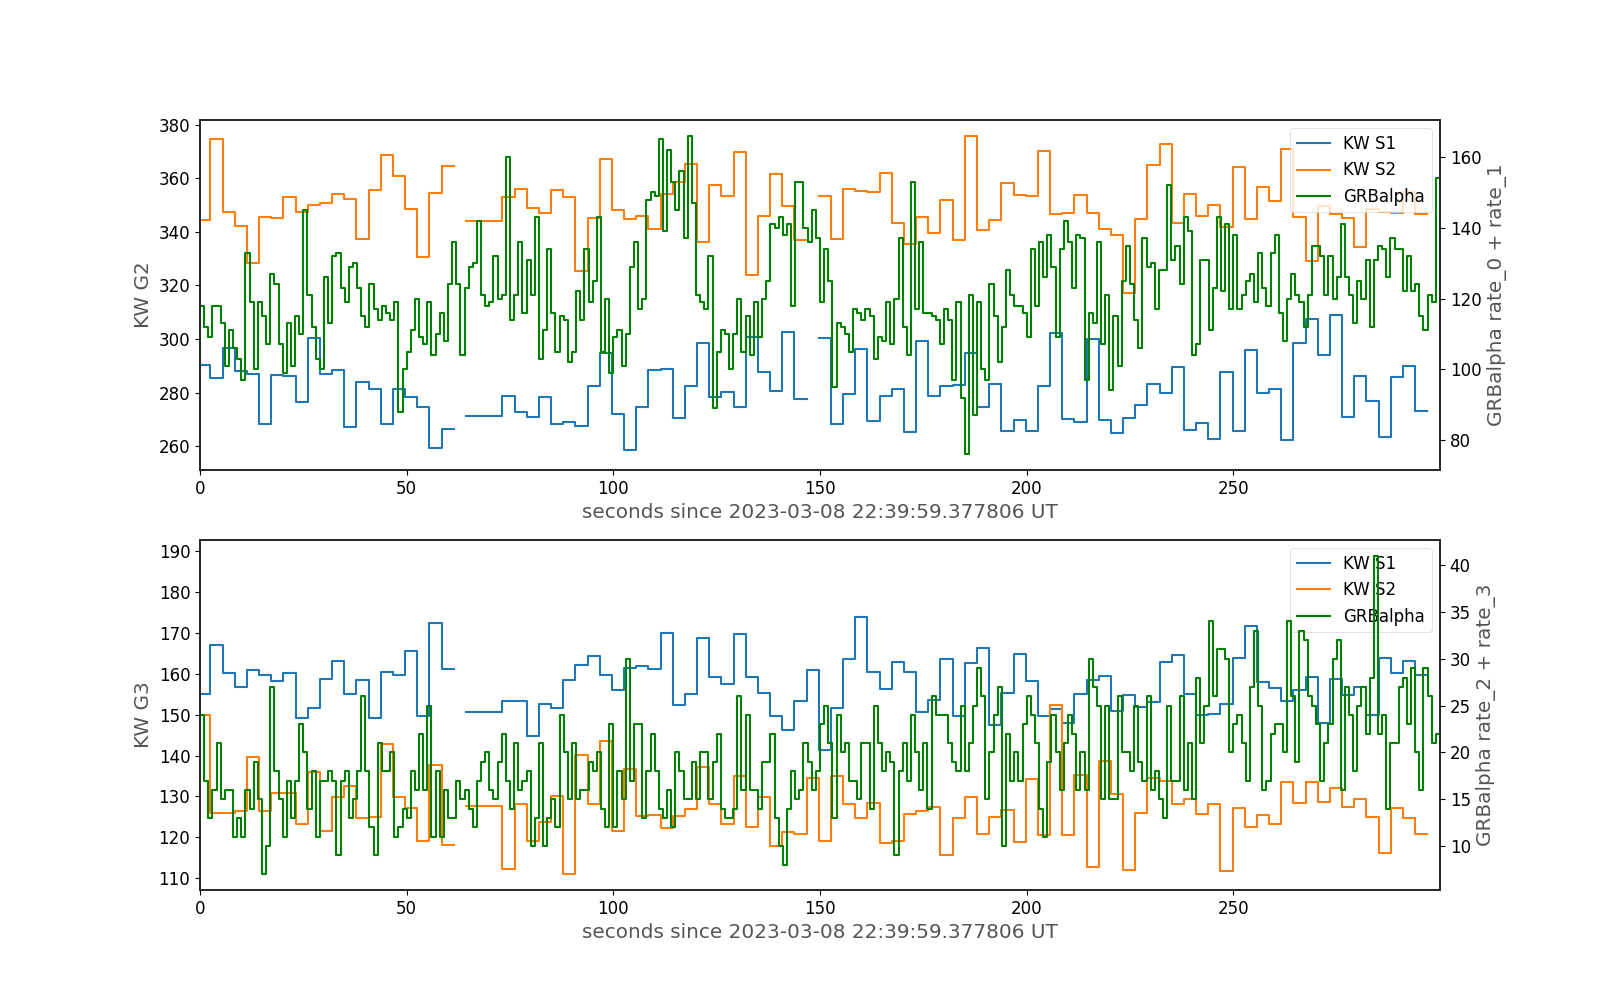 380
360
340
320
300
280
260
KW G2
160
140
120
100
80
GRBalpha rate_0 + rate_1
KW S1
KW S2
GRBalpha
0 50 100 150 200 250
seconds since 2023-03-08 22:39:59.377806 UT
190
180
170
160
150
140
130
120
110
KW G3
40
35
30
25
20
15
10
GRBalpha rate_2 + rate_3
KW S1
KW S2
GRBalpha
0 50 100 150 200 250
seconds since 2023-03-08 22:39:59.377806 UT